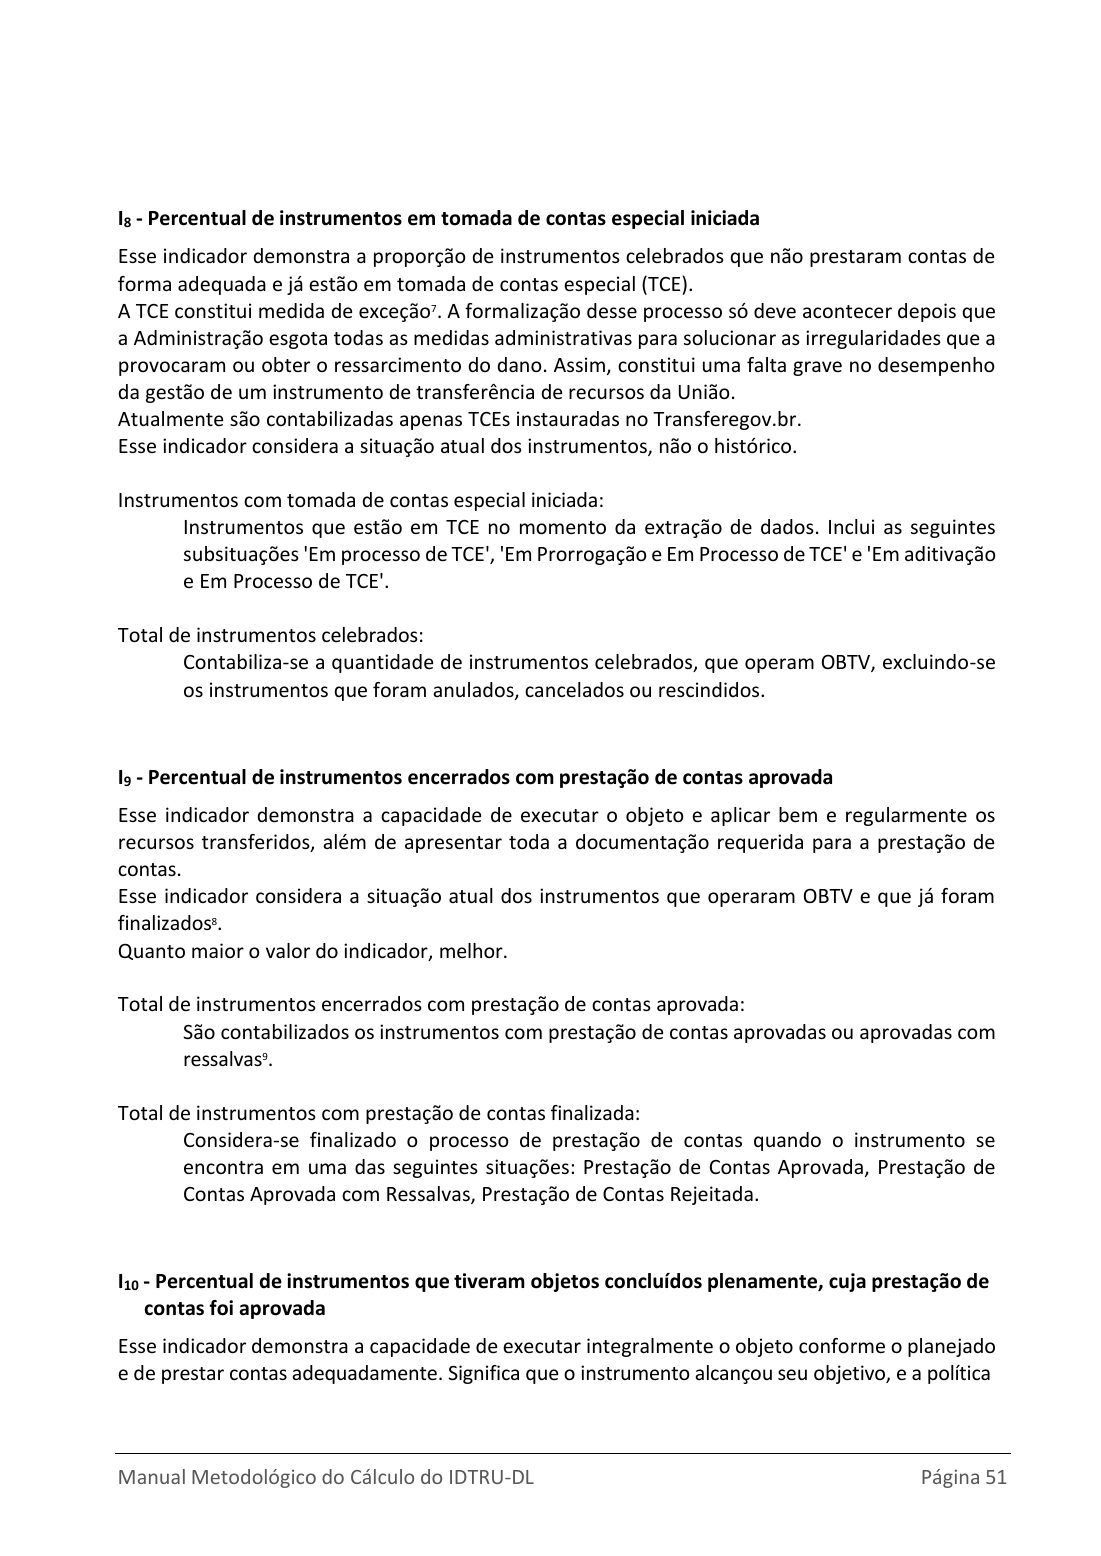 I8 - Percentual de instrumentos em tomada de contas especial iniciada
Esse indicador demonstra a proporção de instrumentos celebrados que não prestaram contas de
forma adequada e já estão em tomada de contas especial (TCE).
A TCE constitui medida de exceção7. A formalização desse processo só deve acontecer depois que
a Administração esgota todas as medidas administrativas para solucionar as irregularidades que a
provocaram ou obter o ressarcimento do dano. Assim, constitui uma falta grave no desempenho
da gestão de um instrumento de transferência de recursos da União.
Atualmente são contabilizadas apenas TCEs instauradas no Transferegov.br.
Esse indicador considera a situação atual dos instrumentos, não o histórico.
Instrumentos com tomada de contas especial iniciada:
Instrumentos que estão em TCE no momento da extração de dados. Inclui as seguintes
subsituações 'Em processo de TCE', 'Em Prorrogação e Em Processo de TCE' e 'Em aditivação
e Em Processo de TCE'.
Total de instrumentos celebrados:
Contabiliza-se a quantidade de instrumentos celebrados, que operam OBTV, excluindo-se
os instrumentos que foram anulados, cancelados ou rescindidos.
I9 - Percentual de instrumentos encerrados com prestação de contas aprovada
Esse indicador demonstra a capacidade de executar o objeto e aplicar bem e regularmente os
recursos transferidos, além de apresentar toda a documentação requerida para a prestação de
contas.
Esse indicador considera a situação atual dos instrumentos que operaram OBTV e que já foram
finalizados8.
Quanto maior o valor do indicador, melhor.
Total de instrumentos encerrados com prestação de contas aprovada:
São contabilizados os instrumentos com prestação de contas aprovadas ou aprovadas com
ressalvas9.
Total de instrumentos com prestação de contas finalizada:
Considera-se finalizado o processo de prestação de contas quando o instrumento se
encontra em uma das seguintes situações: Prestação de Contas Aprovada, Prestação de
Contas Aprovada com Ressalvas, Prestação de Contas Rejeitada.
I10 - Percentual de instrumentos que tiveram objetos concluídos plenamente, cuja prestação de
contas foi aprovada
Esse indicador demonstra a capacidade de executar integralmente o objeto conforme o planejado
e de prestar contas adequadamente. Significa que o instrumento alcançou seu objetivo, e a política
Manual Metodológico do Cálculo do IDTRU-DL Página 51